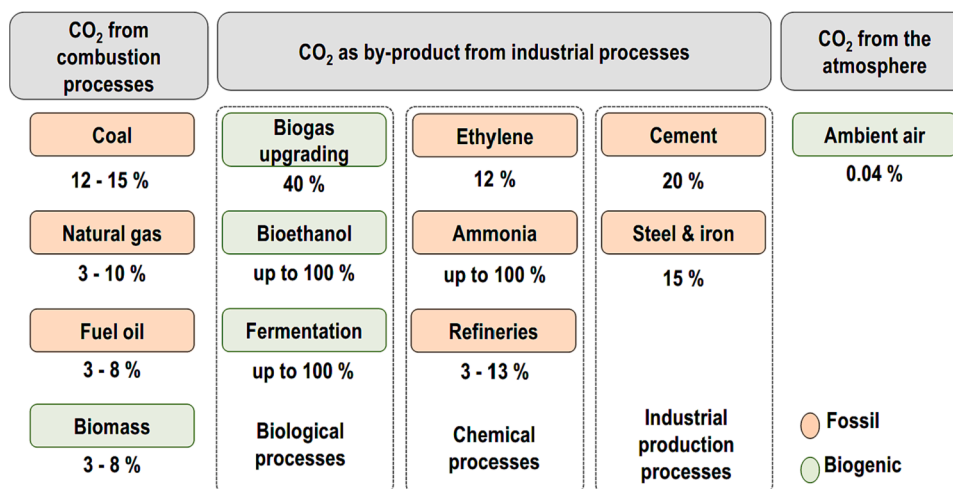 CO₂ from
combustion
processes
CO₂ as by-product from industrial processes
CO₂ from the
atmosphere
Coal
12 - 15 %
Natural gas
3 - 10 %
Fuel oil
3 - 8 %
Biomass
3 - 8 %
Biogas
upgrading
40 %
Bioethanol
up to 100 %
Fermentation
up to 100 %
Biological
processes
Ethylene
12 %
Ammonia
up to 100 %
Refineries
3 - 13 %
Chemical
processes
Cement
20 %
Steel & iron
15 %
Industrial
production
processes
Ambient air
0.04 %
Fossil
Biogenic